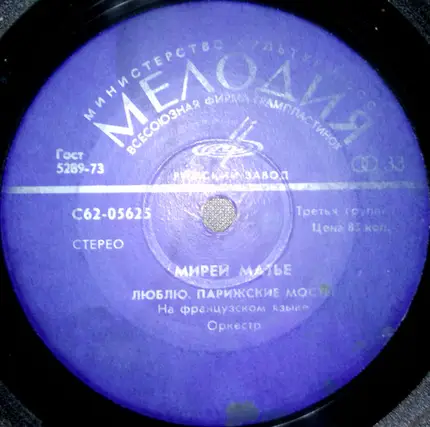 МИНИСТЕРСТВО КУЛЬТУРЫ СССР
МЕЛОДИЯ
ВСЕСОЮЗНАЯ ФИРМА ГРАМПЛАСТИНОК
Гост
5289-73
33
РИЖСКИЙ ЗАВОД
С62-05625
Третья группа
Цена 85 коп.
СТЕРЕО
МИРЕЙ МАТЬЕ
ЛЮБЛЮ. ПАРИЖСКИЕ МОСТЫ
На французском языке
Оркестр